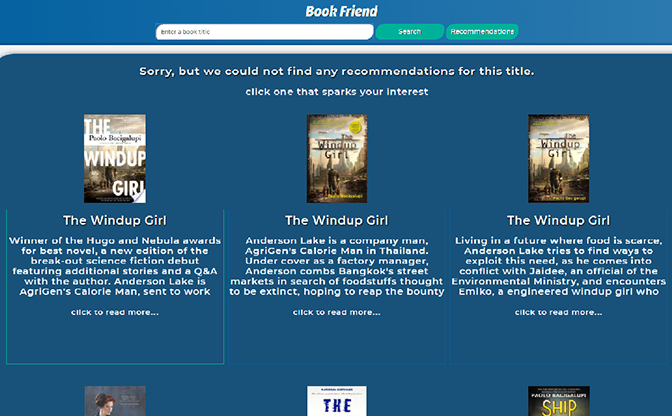 Book Friend
Enter a book title
Search
Recommendations
Sorry, but we could not find any recommendations for this title.
click one that sparks your interest
THE
Paolo Bacigalupi
WINDUP
GIRL
The
Windup
Girl
Paolo Bacigalupi
The
Windup
Girl
Paolo Bacigalupi
The Windup Girl
Winner of the Hugo and Nebula awards
for best novel, a new edition of the
break-out science fiction debut
featuring additional stories and a Q&A
with the author. Anderson Lake is
AgriGen's Calorie Man, sent to work
click to read more...
The Windup Girl
Anderson Lake is a company man,
AgriGen's Calorie Man in Thailand.
Under cover as a factory manager,
Anderson combs Bangkok's street
markets in search of foodstuffs thought
to be extinct, hoping to reap the bounty
click to read more...
The Windup Girl
Living in a future where food is scarce,
Anderson Lake tries to find ways to
exploit this need, as he comes into
conflict with Jaidee, an official of the
Environmental Ministry, and encounters
Emiko, a engineered windup girl who
click to read more...
THE
PAOLO BACIGALUPI
SHIP